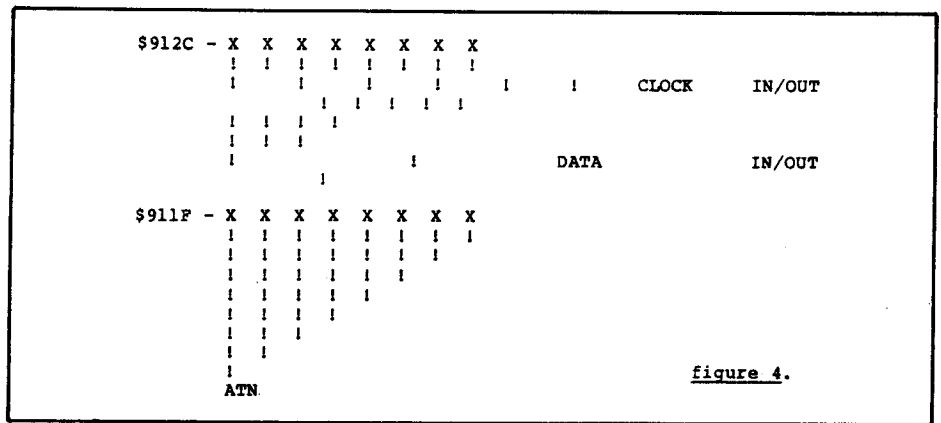 $912C - X X X X X X X X
! ! ! ! ! ! ! !
! ! ! ! ! ! CLOCK IN/OUT
! ! ! ! !
! ! ! !
! ! !
! ! DATA IN/OUT
!
$911F - X X X X X X X X
! ! ! ! ! ! ! !
! ! ! ! ! ! !
! ! ! ! ! !
! ! ! ! !
! ! ! !
! ! !
! !
!
ATN
figure 4.